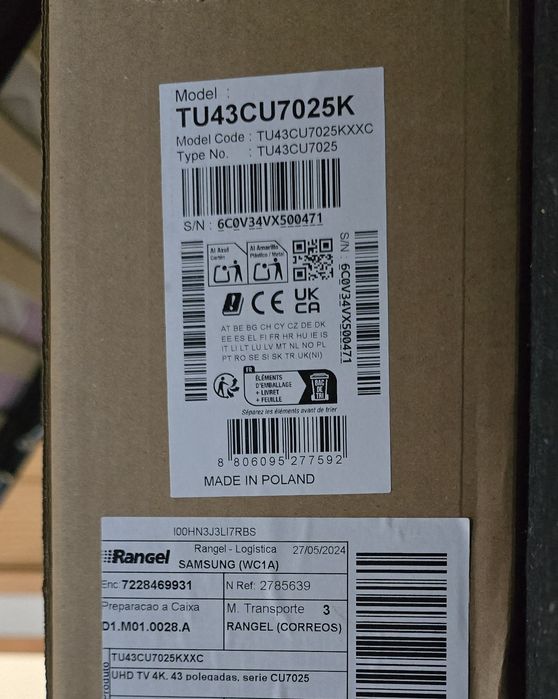 Model :
TU43CU7025K
Model Code : TU43CU7025KXXC
Type No. : TU43CU7025
S/N : 6C0V34VX500471
Al Azul
Cartón
Al Amarillo
Plástico / Metal
S/N : 6C0V34VX500471
CE
UK
CA
AT BE BG CH CY CZ DE DK
EE ES EL FI FR HR HU IE IS
IT LI LT LU LV MT NL NO PL
PT RO SE SI SK TR UK(NI)
FR
ÉLÉMENTS
D'EMBALLAGE
+ LIVRET
+ FEUILLE
BAC
DE
TRI
Séparez les éléments avant de trier
8 806095 277592
MADE IN POLAND
I00HN3J3LI7RBS
Rangel
Rangel - Logistica 27/05/2024
SAMSUNG (WC1A)
Enc 7228469931
N Ref: 2785639
Preparacao a Caixa
D1.M01.0028.A
M. Transporte 3
RANGEL (CORREOS)
TU43CU7025KXXC
UHD TV 4K, 43 polegadas, serie CU7025